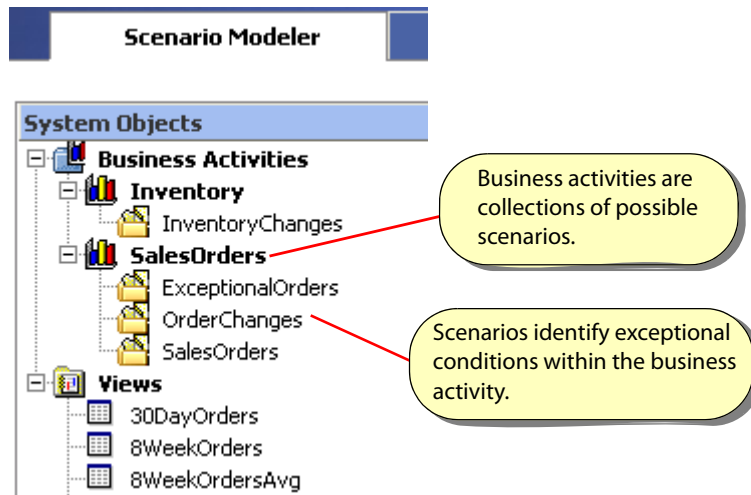 Scenario Modeler
System Objects
Business Activities
Inventory
InventoryChanges
SalesOrders
ExceptionalOrders
OrderChanges
SalesOrders
Views
30DayOrders
8WeekOrders
8WeekOrdersAvg
Business activities are
collections of possible
scenarios.
Scenarios identify exceptional
conditions within the business
activity.